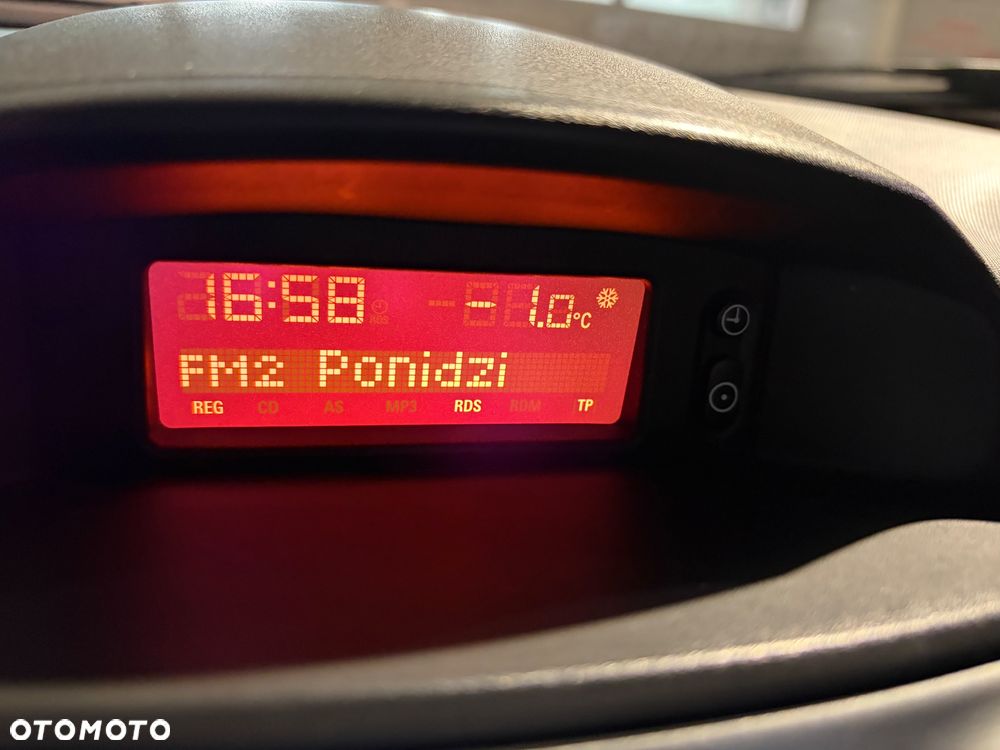 16:58 -1.0°C
FM2 Ponidzi
REG CD AS MP3 RDS RDM TP
OTOMOTO